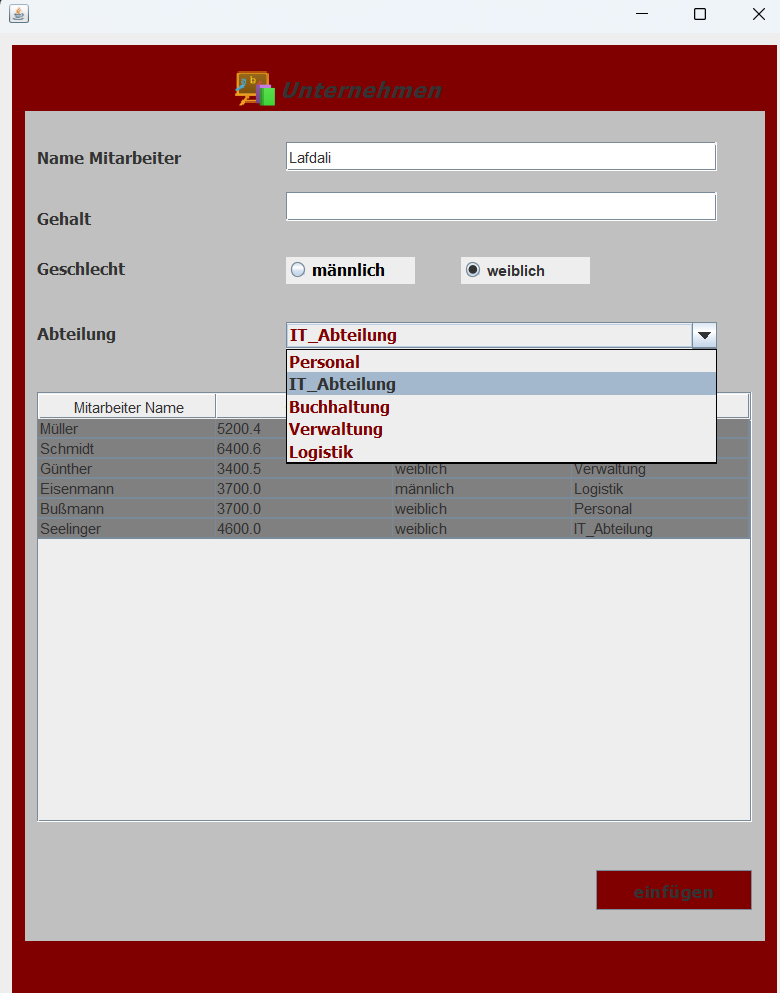 Unternehmen
Name Mitarbeiter
Lafdali
Gehalt
Geschlecht
männlich
weiblich
Abteilung
IT_Abteilung
Personal
IT_Abteilung
Buchhaltung
Verwaltung
Logistik
Mitarbeiter Name
Müller 5200.4
Schmidt 6400.6
Günther 3400.5 weiblich Verwaltung
Eisenmann 3700.0 männlich Logistik
Bußmann 3700.0 weiblich Personal
Seelinger 4600.0 weiblich IT_Abteilung
einfügen